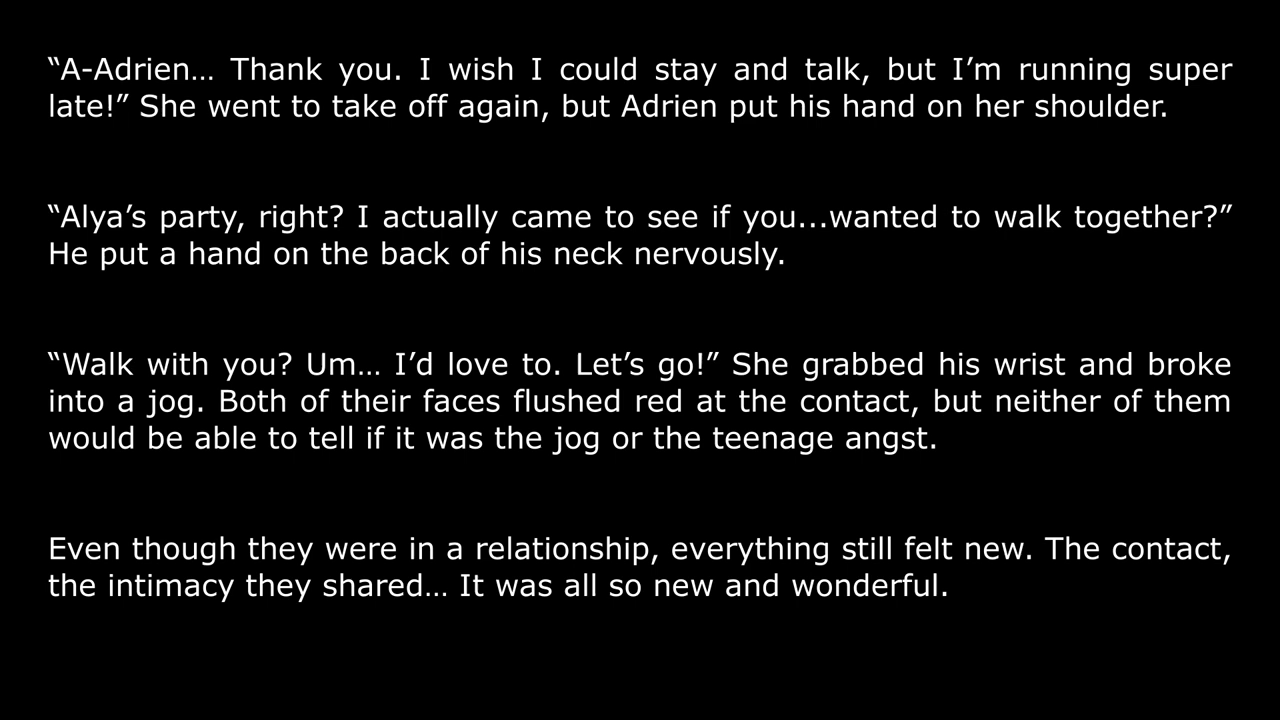 “A-Adrien… Thank you. I wish I could stay and talk, but I’m running super
late!” She went to take off again, but Adrien put his hand on her shoulder.
“Alya’s party, right? I actually came to see if you...wanted to walk together?”
He put a hand on the back of his neck nervously.
“Walk with you? Um… I’d love to. Let’s go!” She grabbed his wrist and broke
into a jog. Both of their faces flushed red at the contact, but neither of them
would be able to tell if it was the jog or the teenage angst.
Even though they were in a relationship, everything still felt new. The contact,
the intimacy they shared… It was all so new and wonderful.